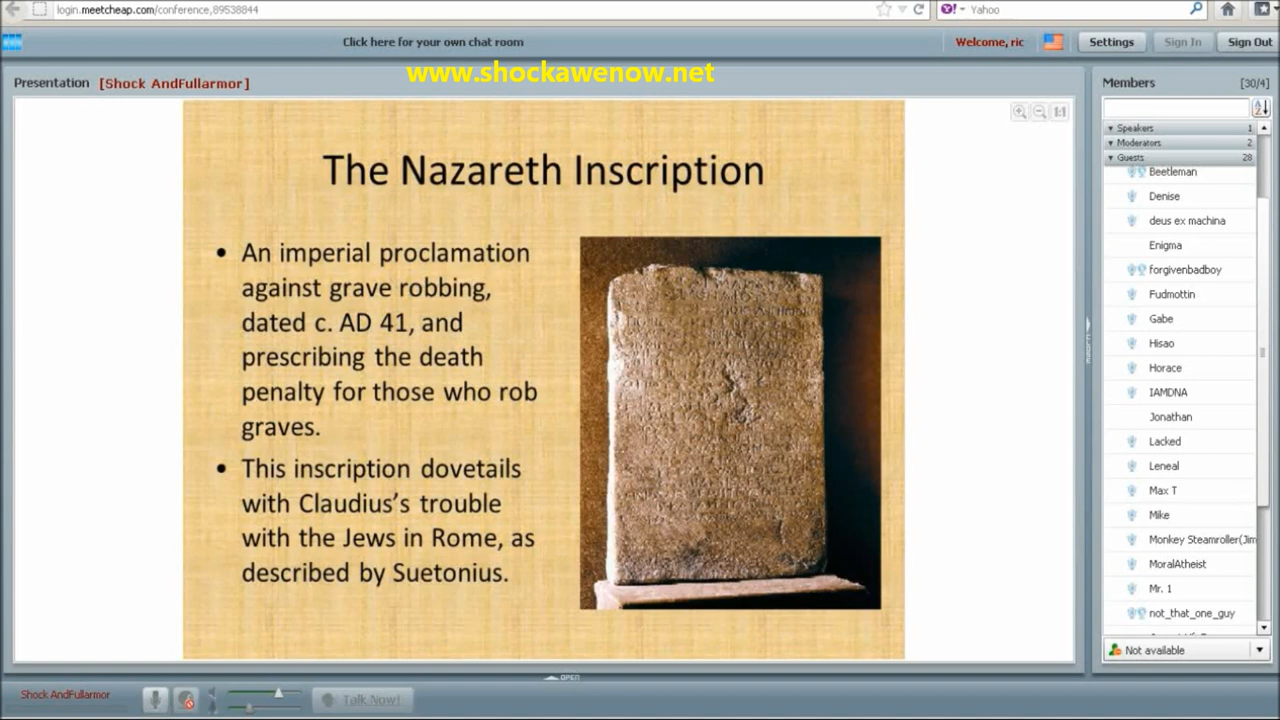 login.meetcheap.com/conference,89538844
Yahoo
Click here for your own chat room
Welcome, ric
Settings
Sign In
Sign Out
www.shockawenow.net
Presentation [Shock AndFullarmor]
Members [30/4]
Speakers 1
Moderators 2
Guests 28
Beetleman
Denise
deus ex machina
Enigma
forgivenbadboy
Fudmottin
Gabe
Hisao
Horace
IAMDNA
Jonathan
Lacked
Leneal
Max T
Mike
Monkey Steamroller(Jim
MoralAtheist
Mr. 1
not_that_one_guy
Not available
The Nazareth Inscription
• An imperial proclamation
against grave robbing,
dated c. AD 41, and
prescribing the death
penalty for those who rob
graves.
• This inscription dovetails
with Claudius’s trouble
with the Jews in Rome, as
described by Suetonius.
OPEN
Shock AndFullarmor
Talk Now!